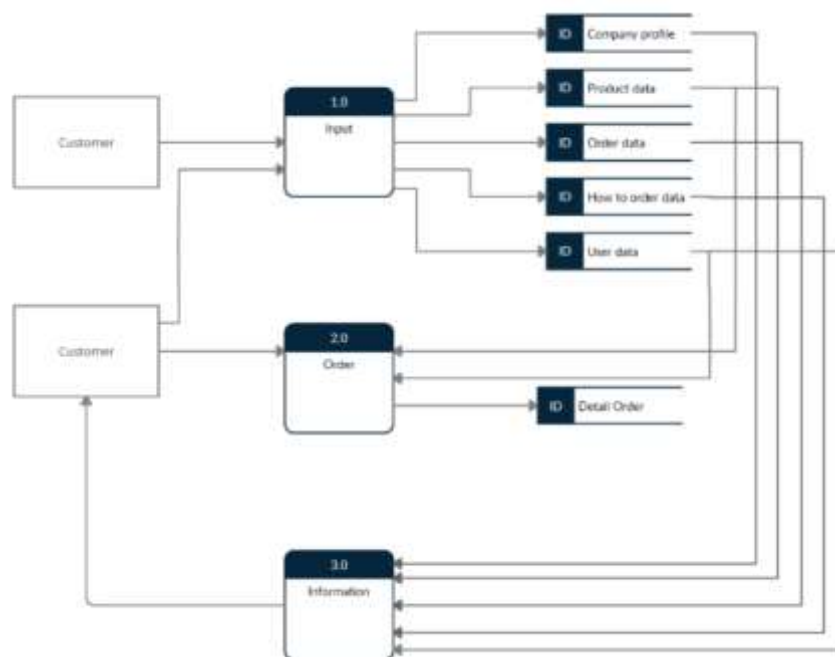 ID Company profile
1.0
ID Product data
Input
Customer
ID Order data
ID How to order data
ID User data
2.0
Customer
Order
ID Detail Order
3.0
Information